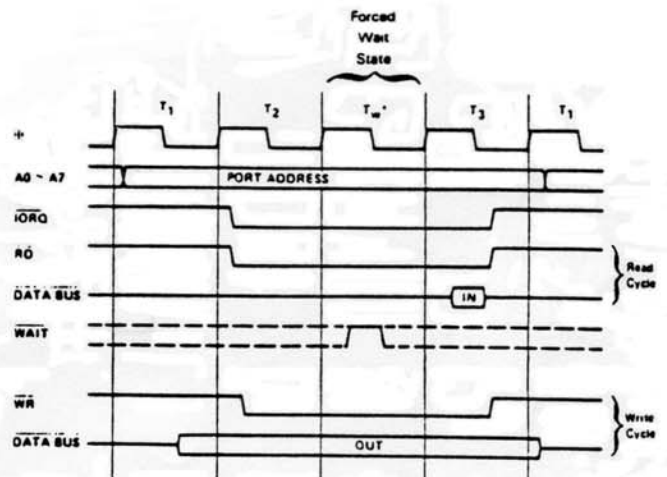 Forced
Wait
State
T1 T2 Tw* T3 T1
Φ
A0 ~ A7 PORT ADDRESS
IORQ
RD
Read
Cycle
DATA BUS IN
WAIT
WR
Write
Cycle
DATA BUS OUT